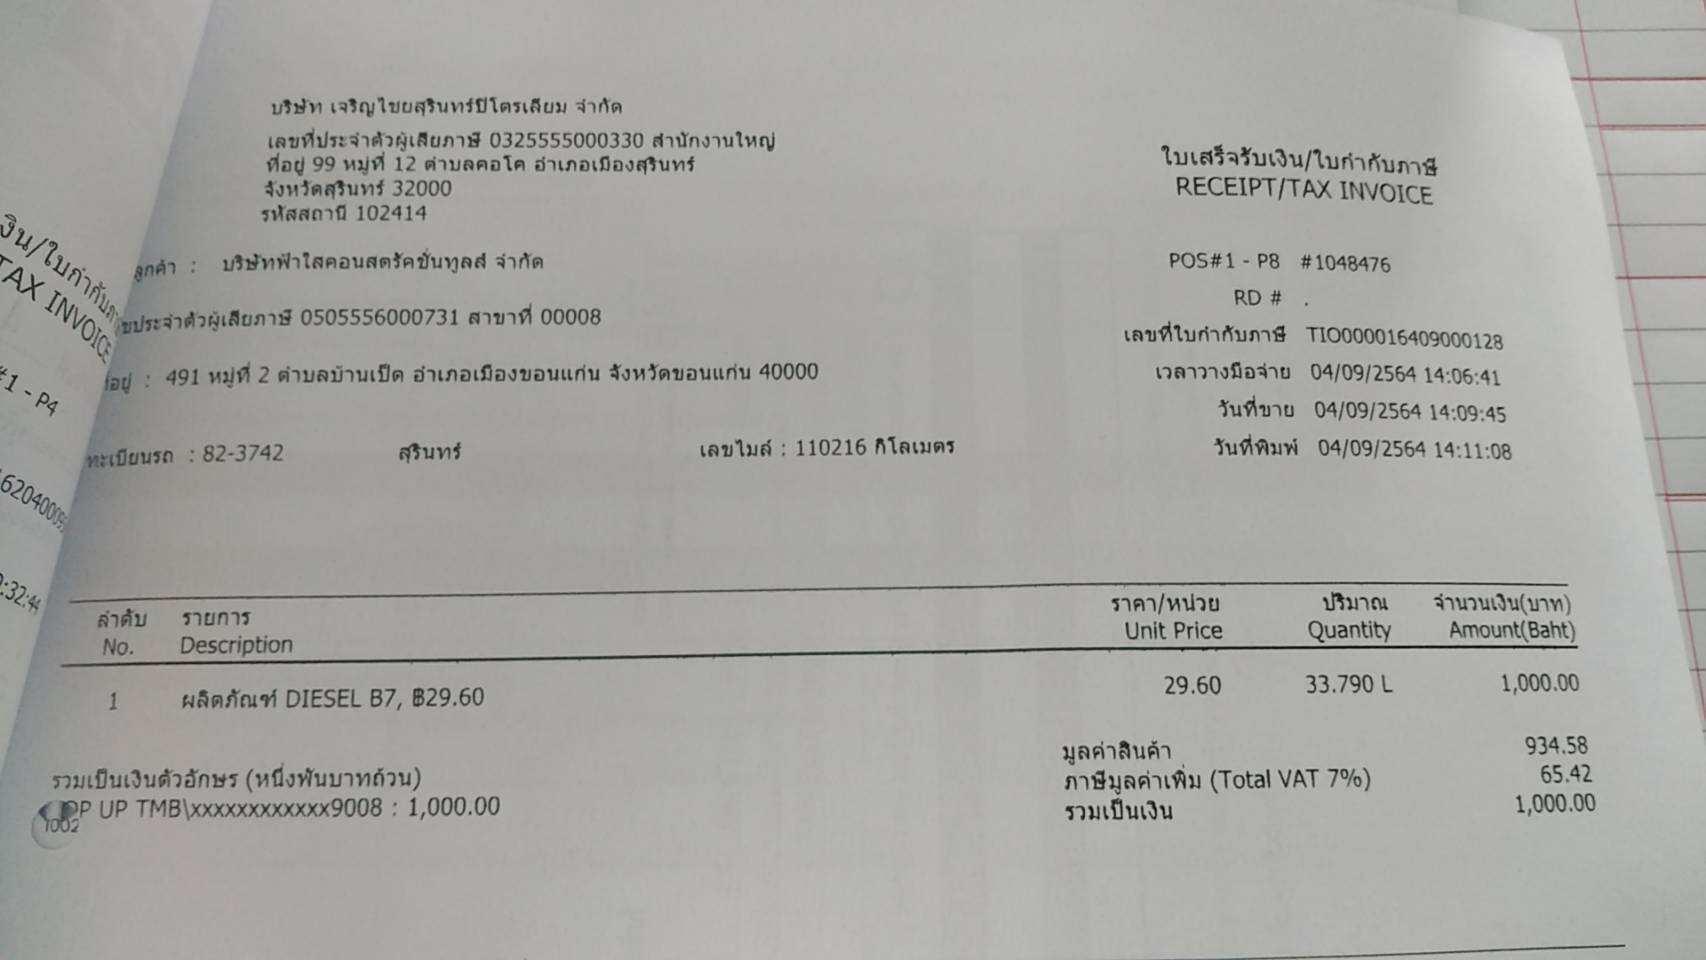 บริษัท เจริญไชยสุรินทร์ปิโตรเลียม จำกัด
เลขที่ประจำตัวผู้เสียภาษี 0325555000330 สำนักงานใหญ่
ที่อยู่ 99 หมู่ที่ 12 ตำบลคอโค อำเภอเมืองสุรินทร์
จังหวัดสุรินทร์ 32000
รหัสสถานี 102414
ใบเสร็จรับเงิน/ใบกำกับภาษี
RECEIPT/TAX INVOICE
ลูกค้า : บริษัทฟ้าใสคอนสตรัคชั่นทูลส์ จำกัด
ประจำตัวผู้เสียภาษี 0505556000731 สาขาที่ 00008
ที่อยู่ : 491 หมู่ที่ 2 ตำบลบ้านเป็ด อำเภอเมืองขอนแก่น จังหวัดขอนแก่น 40000
ทะเบียนรถ : 82-3742 สุรินทร์ เลขไมล์ : 110216 กิโลเมตร
POS#1 - P8 #1048476
RD # .
เลขที่ใบกำกับภาษี TIO000016409000128
เวลาวางมือจ่าย 04/09/2564 14:06:41
วันที่ขาย 04/09/2564 14:09:45
วันที่พิมพ์ 04/09/2564 14:11:08
ลำดับ รายการ ราคา/หน่วย ปริมาณ จำนวนเงิน(บาท)
No. Description Unit Price Quantity Amount(Baht)
1 ผลิตภัณฑ์ DIESEL B7, ฿29.60 29.60 33.790 L 1,000.00
มูลค่าสินค้า 934.58
ภาษีมูลค่าเพิ่ม (Total VAT 7%) 65.42
รวมเป็นเงิน 1,000.00
รวมเป็นเงินตัวอักษร (หนึ่งพันบาทถ้วน)
UP TMB\xxxxxxxxxxxx9008 : 1,000.00
1002
TAX INVOICE
#1 - P4
:32:44